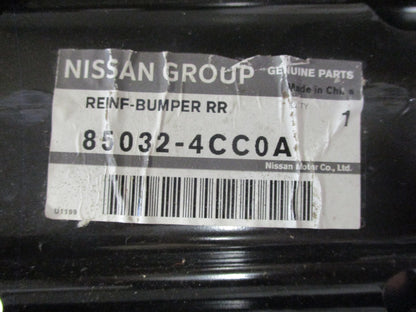 NISSAN GROUP GENUINE PARTS
Made in China
REINF-BUMPER RR
1
85032-4CC0A
Nissan Motor Co., Ltd.